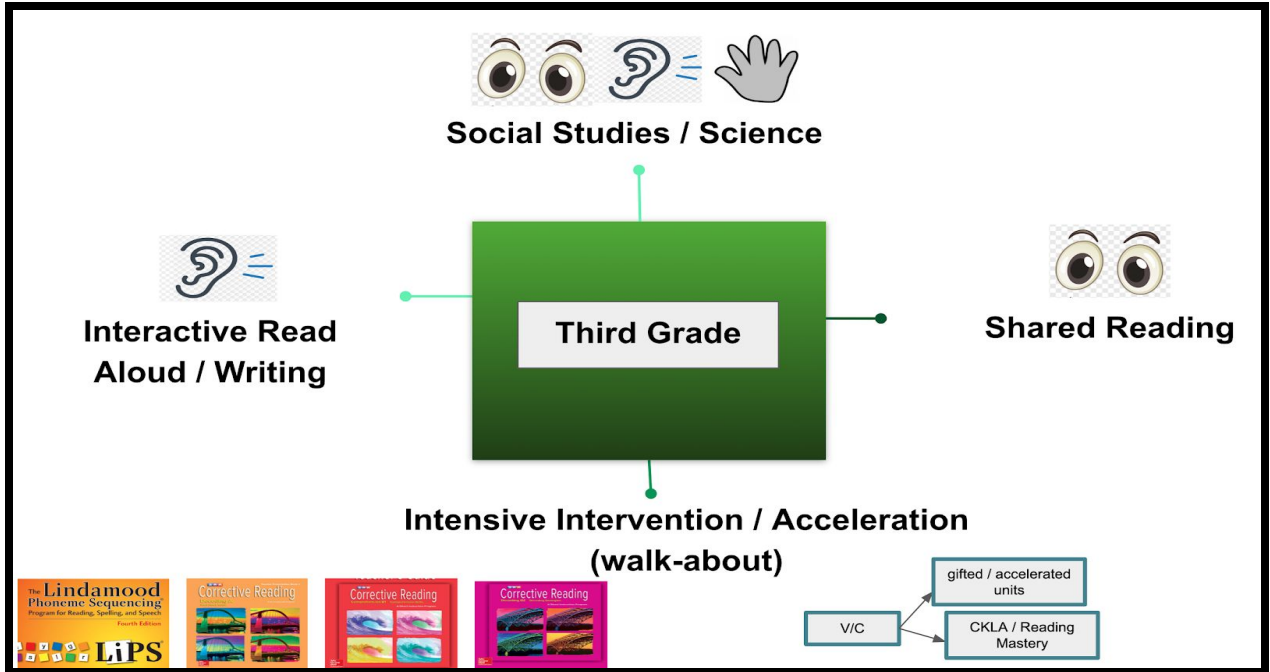 Social Studies / Science
Interactive Read
Aloud / Writing
Third Grade
Shared Reading
Intensive Intervention / Acceleration
(walk-about)
The Lindamood
Phoneme Sequencing®
Program for Reading, Spelling, and Speech
Fourth Edition
LiPS®
Corrective Reading
Corrective Reading
Corrective Reading
V/C
gifted / accelerated
units
CKLA / Reading
Mastery